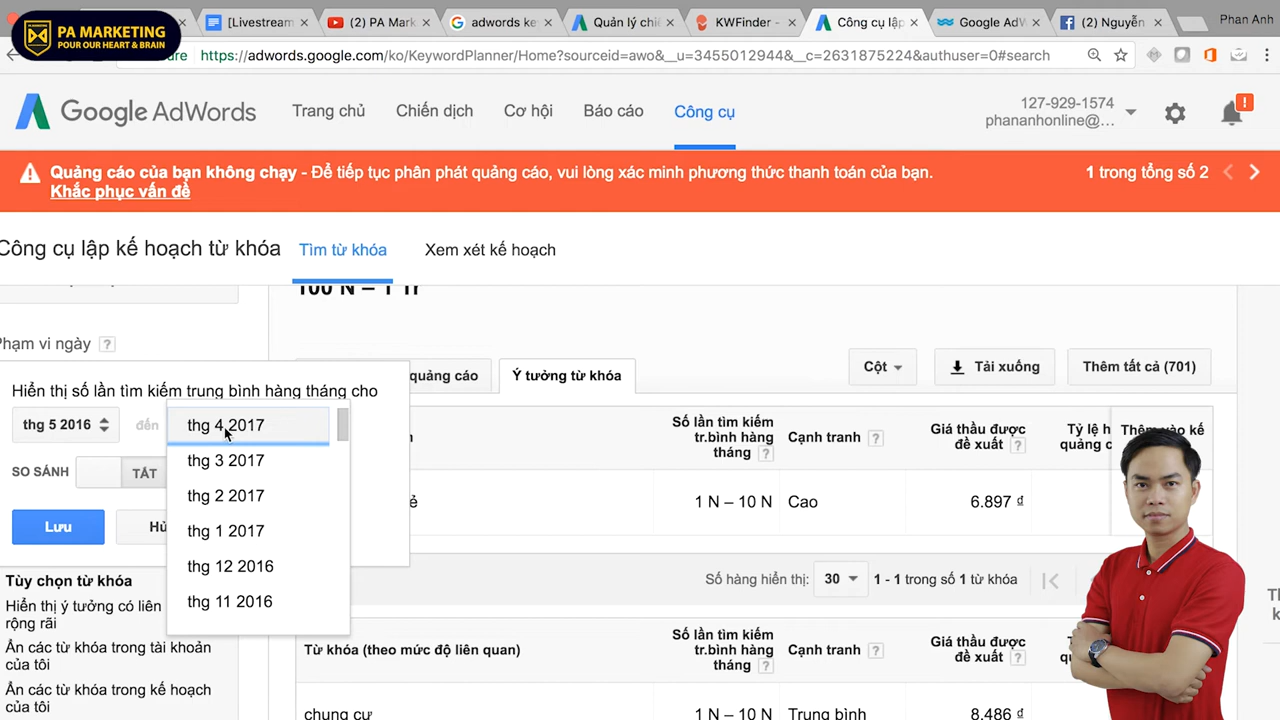 PA MARKETING
POUR OUR HEART & BRAIN
[Livestream
(2) PA Mark
adwords ke
Quản lý chiế
KWFinder -
Công cụ lập
Google AdW
(2) Nguyễn
Phan Anh
ure
https://adwords.google.com/ko/KeywordPlanner/Home?sourceid=awo&__u=3455012944&__c=2631875224&authuser=0#search
Google AdWords
Trang chủ
Chiến dịch
Cơ hội
Báo cáo
Công cụ
127-929-1574
phananhonline@...
!
Quảng cáo của bạn không chạy - Để tiếp tục phân phát quảng cáo, vui lòng xác minh phương thức thanh toán của bạn.
Khắc phục vấn đề
1 trong tổng số 2
Công cụ lập kế hoạch từ khóa
Tìm từ khóa
Xem xét kế hoạch
100 N – 1 Tr
Phạm vi ngày ?
Hiển thị số lần tìm kiếm trung bình hàng tháng cho
thg 5 2016
đến
thg 4 2017
thg 3 2017
thg 2 2017
thg 1 2017
thg 12 2016
thg 11 2016
SO SÁNH
TẮT
Lưu
Hủ
Tùy chọn từ khóa
Hiển thị ý tưởng có liên
rộng rãi
Ẩn các từ khóa trong tài khoản
của tôi
Ẩn các từ khóa trong kế hoạch
của tôi
quảng cáo
Ý tưởng từ khóa
Cột
Tải xuống
Thêm tất cả (701)
Số lần tìm kiếm
tr.bình hàng
tháng ?
Cạnh tranh ?
Giá thầu được
đề xuất ?
Tỷ lệ h
quảng c
Thêm vào kế
1 N – 10 N
Cao
6.897 ₫
Số hàng hiển thị:
30
1 - 1 trong số 1 từ khóa
Từ khóa (theo mức độ liên quan)
Số lần tìm kiếm
tr.bình hàng
tháng ?
Cạnh tranh ?
Giá thầu được
đề xuất ?
chung cư
1 N – 10 N
Trung bình
8.486 ₫